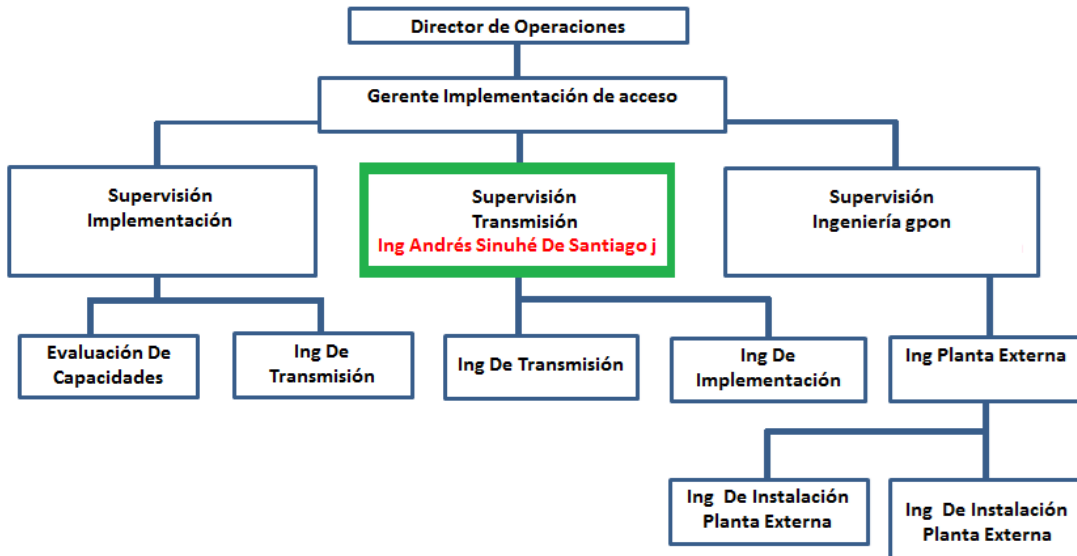 Director de Operaciones
Gerente Implementación de acceso
Supervisión
Implementación
Supervisión
Transmisión
Ing Andrés Sinuhé De Santiago j
Supervisión
Ingeniería gpon
Evaluación De
Capacidades
Ing De
Transmisión
Ing De Transmisión
Ing De
Implementación
Ing Planta Externa
Ing  De Instalación
Planta Externa
Ing  De Instalación
Planta Externa